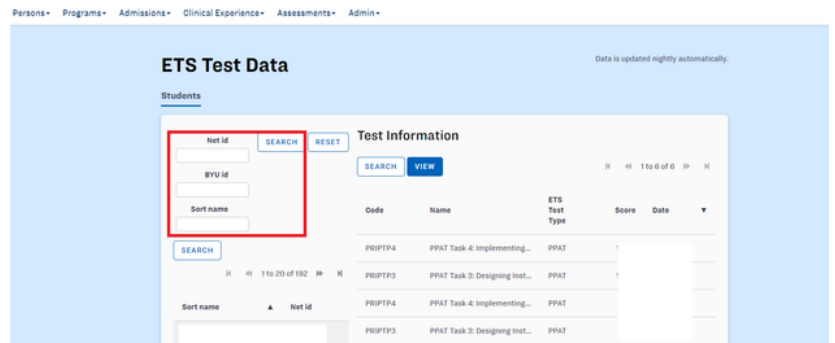 Persons Programs Admissions Clinical Experience Assessments Admin
ETS Test Data
Data is updated nightly automatically.
Students
Net id
SEARCH RESET
BYU id
Sort name
SEARCH
1 to 20 of 192
Sort name Net id
Test Information
SEARCH VIEW
1 to 6 of 6
Code Name ETS Test Type Score Date
PRIPTP4 PPAT Task 4: Implementing... PPAT
PRIPTP3 PPAT Task 3: Designing Inst... PPAT
PRIPTP4 PPAT Task 4: Implementing... PPAT
PRIPTP3 PPAT Task 3: Designing Inst... PPAT